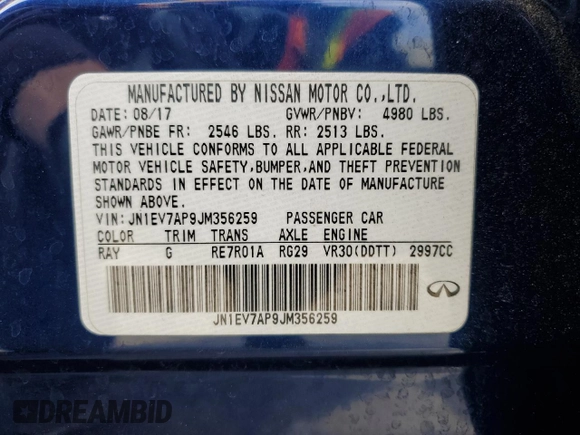 MANUFACTURED BY NISSAN MOTOR CO.,LTD.
DATE: 08/17 GVWR/PNBV: 4980 LBS.
GAWR/PNBE FR: 2546 LBS. RR: 2513 LBS.
THIS VEHICLE CONFORMS TO ALL APPLICABLE FEDERAL
MOTOR VEHICLE SAFETY,BUMPER,AND THEFT PREVENTION
STANDARDS IN EFFECT ON THE DATE OF MANUFACTURE
SHOWN ABOVE.
VIN: JN1EV7AP9JM356259 PASSENGER CAR
COLOR TRIM TRANS AXLE ENGINE
RAY G RE7R01A RG29 VR30(DDTT) 2997CC
JN1EV7AP9JM356259
DREAMBID